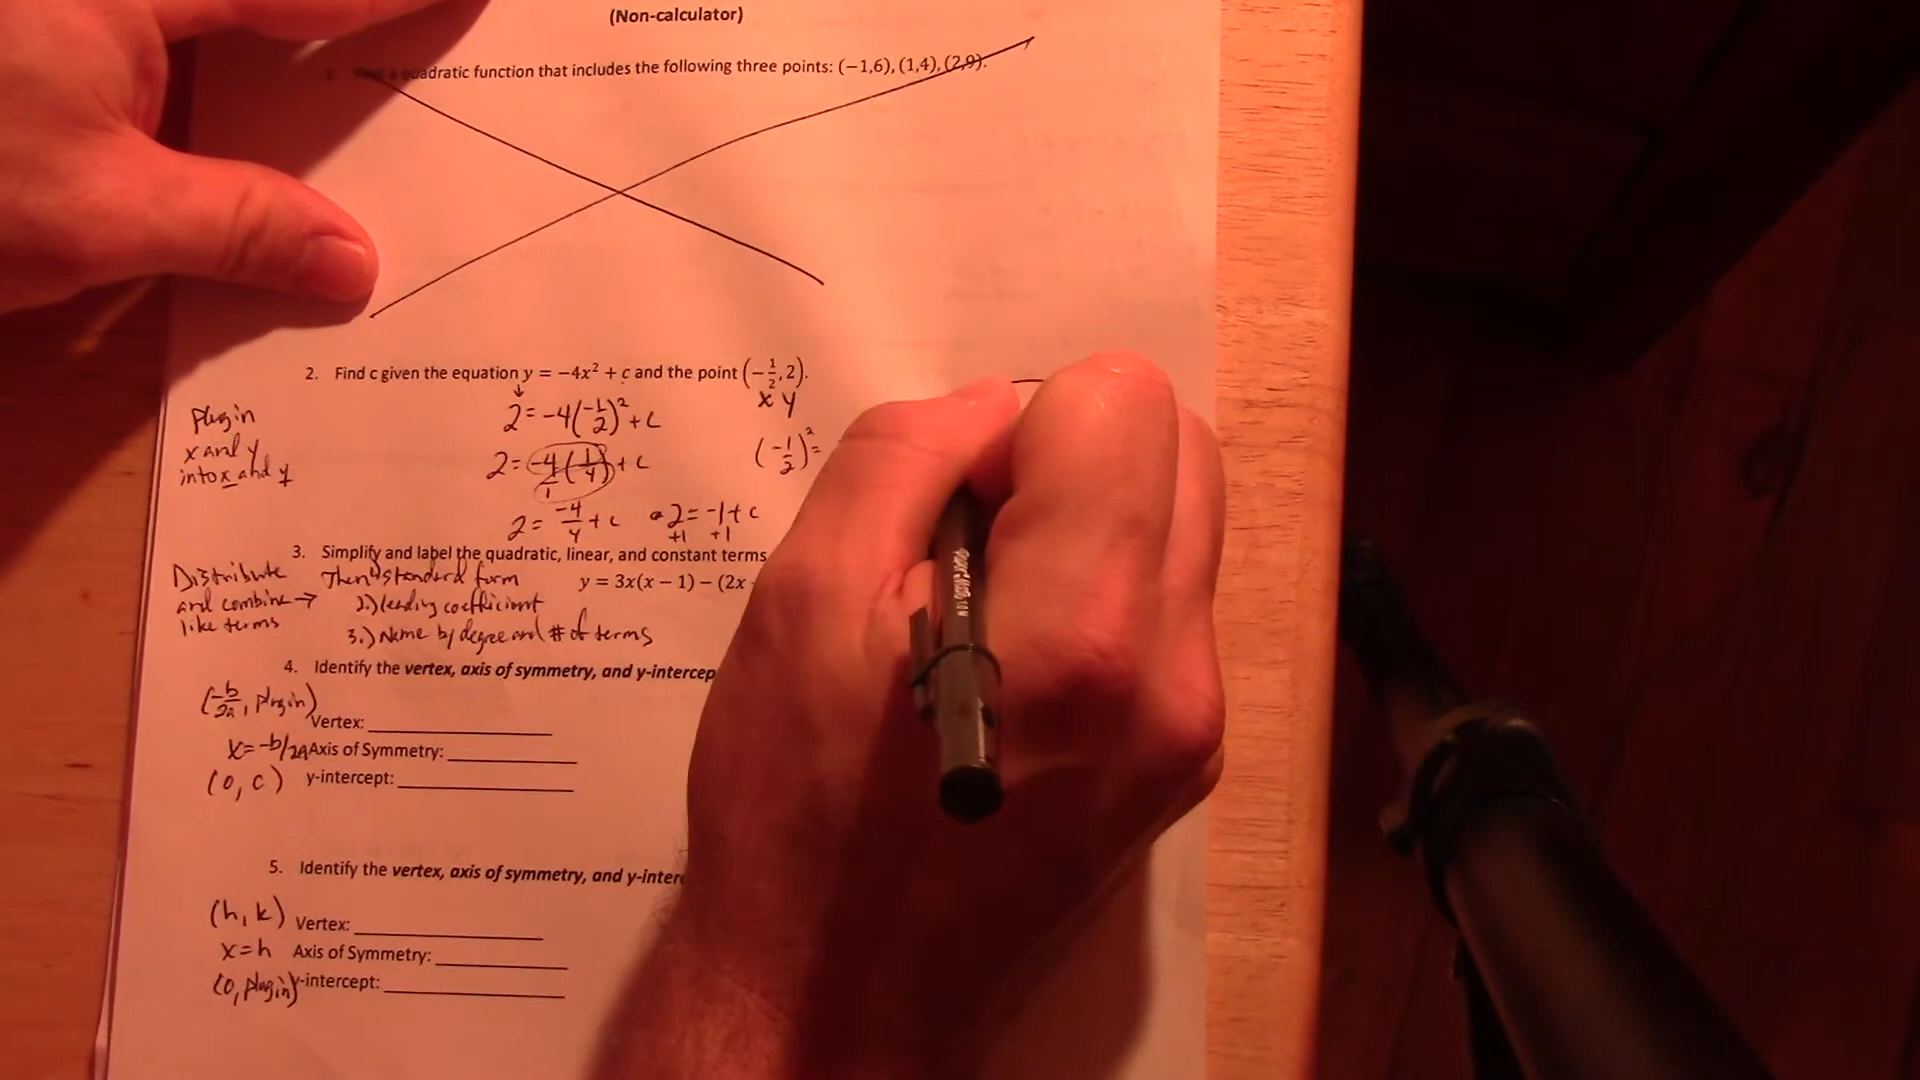 (Non-calculator)
quadratic function that includes the following three points: (−1,6), (1,4), (2,9).
2. Find c given the equation y = −4x² + c and the point (−1/2, 2).
↓
x y
Plug in
x and y
into x and y
2 = -4(-1/2)² + c
(-1/2)² =
2 = -4/1 (1/4) + c
2 = -4/4 + c 2 = -1 + c
+1 +1
3. Simplify and label the quadratic, linear, and constant terms
y = 3x(x − 1) − (2x
Distribute
and combine →
like terms
Then standard form
2.) leading coefficient
3.) Name by degree and # of terms
4. Identify the vertex, axis of symmetry, and y-intercep
(-b/2a, plugin) Vertex:
x = -b/2a Axis of Symmetry:
(0, c) y-intercept:
5. Identify the vertex, axis of symmetry, and y-inter
(h, k) Vertex:
x = h Axis of Symmetry:
(0, plugin) y-intercept: